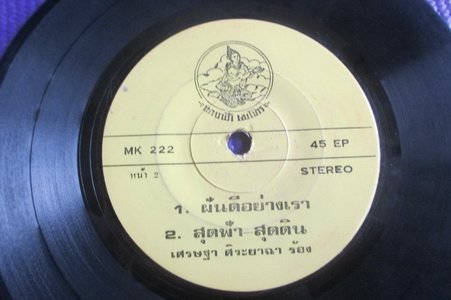 MK 222
45 EP
หน้า 2
STEREO
1. ฝันดีอย่างเรา
2. สุดฟ้า สุดดิน
เศรษฐา ศิระฉายา ร้อง